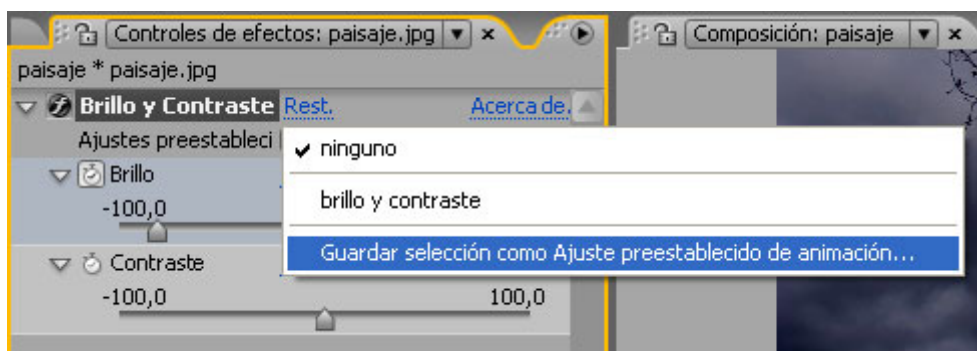 Controles de efectos: paisaje.jpg
Composición: paisaje
paisaje * paisaje.jpg
Brillo y Contraste Rest. Acerca de.
Ajustes preestableci
ninguno
brillo y contraste
Guardar selección como Ajuste preestablecido de animación...
Brillo
-100,0
Contraste
-100,0 100,0